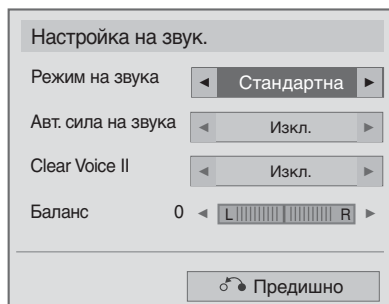 Настройка на звук.
Режим на звука ◄ Стандартна ►
Авт. сила на звука ◄ Изкл. ►
Clear Voice II ◄ Изкл. ►
Баланс 0 ◄ L R ►
Предишно